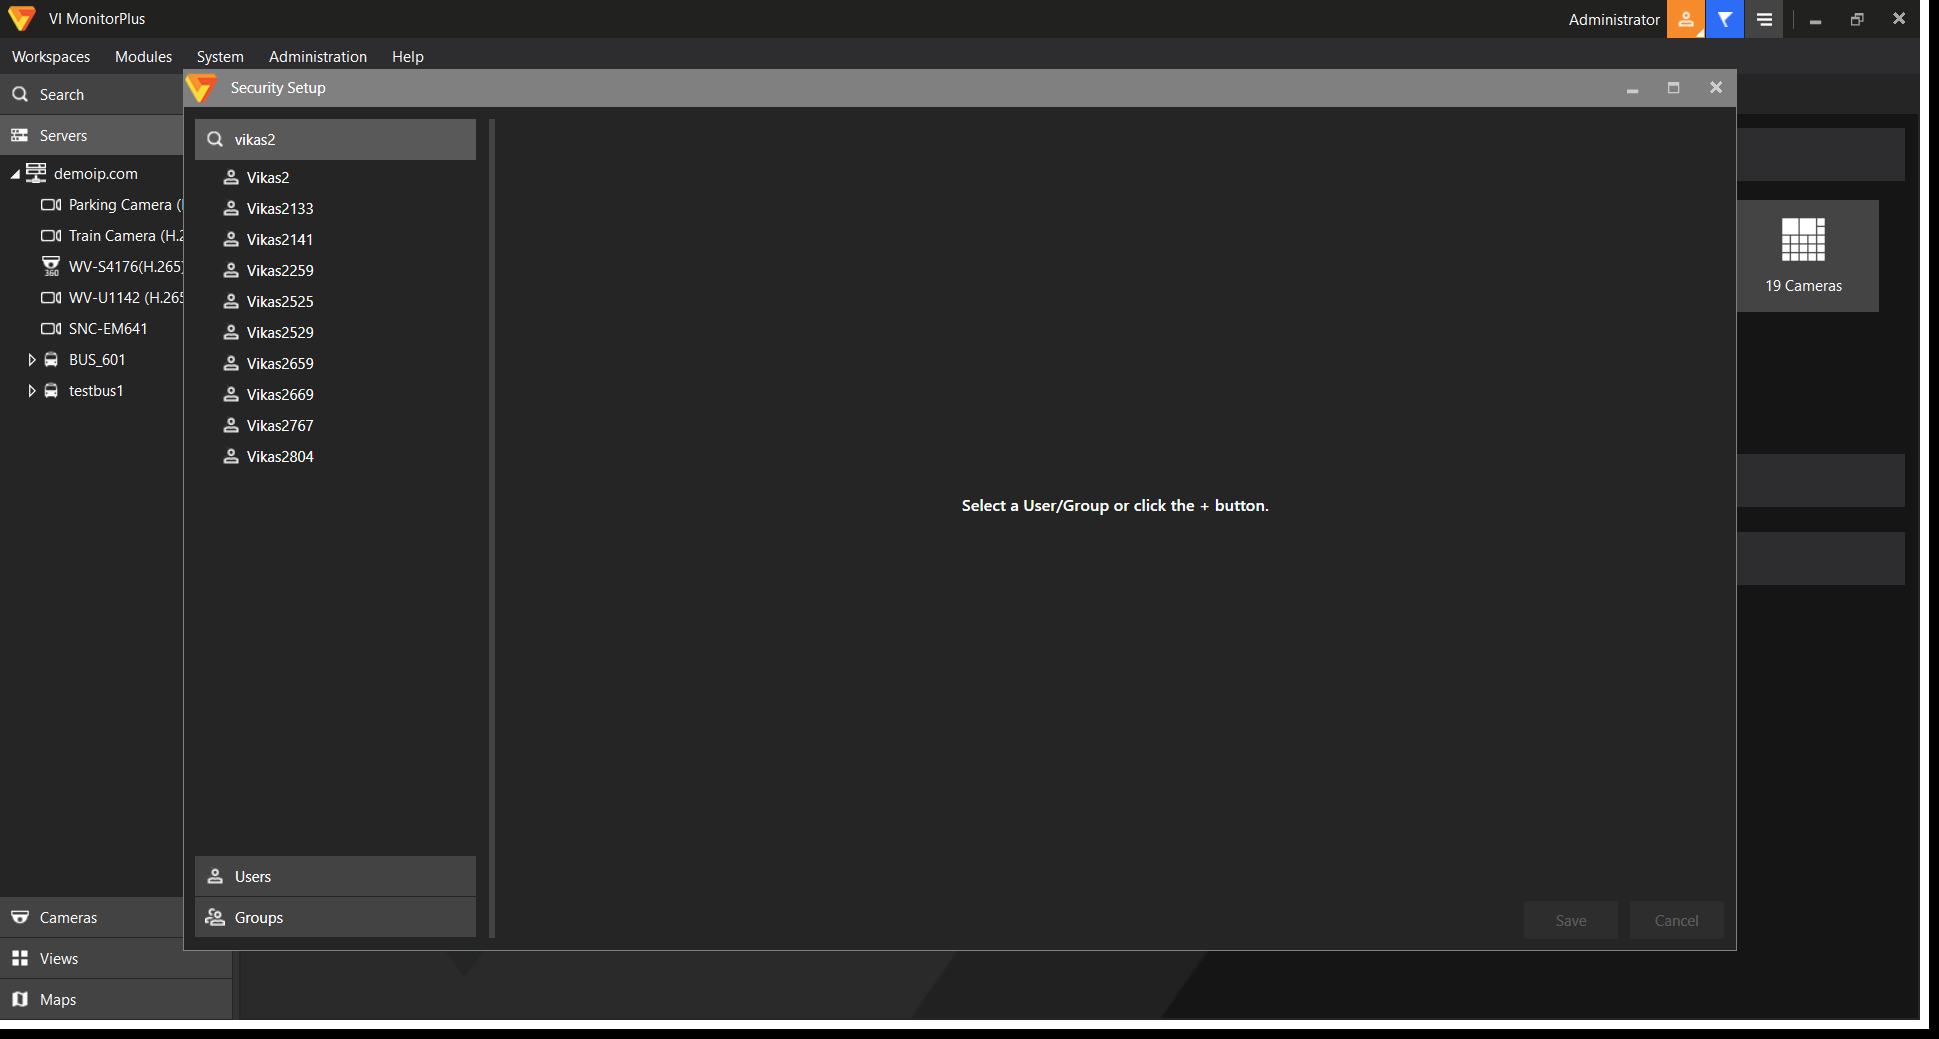 VI MonitorPlus
Administrator
Workspaces Modules System Administration Help
Search
Security Setup
Servers
vikas2
demoip.com
Parking Camera (
Train Camera (H.2
360
WV-S4176(H.265)
WV-U1142 (H.265
SNC-EM641
BUS_601
testbus1
Vikas2
Vikas2133
Vikas2141
Vikas2259
Vikas2525
Vikas2529
Vikas2659
Vikas2669
Vikas2767
Vikas2804
19 Cameras
Select a User/Group or click the + button.
Users
Groups
Save Cancel
Cameras
Views
Maps